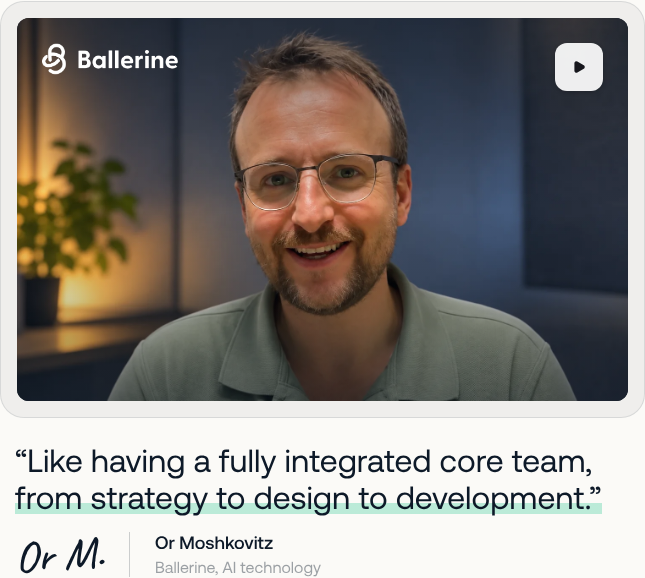 Ballerine
“Like having a fully integrated core team,
from strategy to design to development.”
Or M.
Or Moshkovitz
Ballerine, AI technology